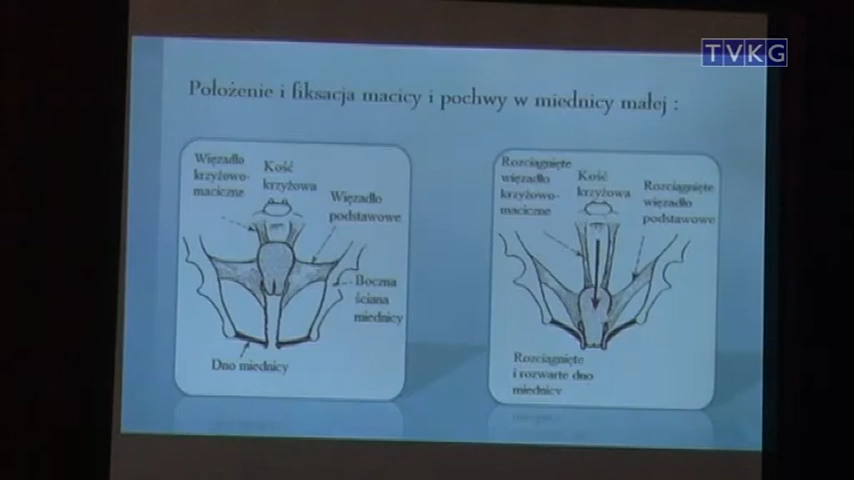 TVKG
Położenie i fiksacja macicy i pochwy w miednicy małej :
Więzadło
krzyżowo-
maciczne
Kość
krzyżowa
Więzadło
podstawowe
Boczna
ściana
miednicy
Dno miednicy
Rozciągnięte
więzadło
krzyżowo-
maciczne
Kość
krzyżowa
Rozciągnięte
więzadło
podstawowe
Rozciągnięte
i rozwarte dno
miednicy